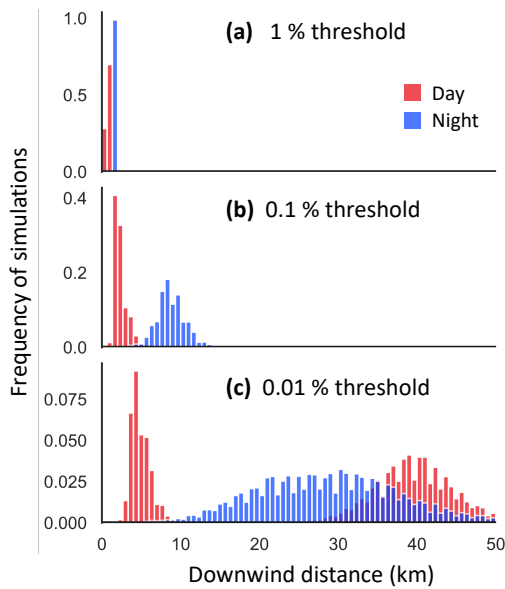 (a) 1 % threshold
1.0
0.5
0.0
Day
Night
(b) 0.1 % threshold
0.4
0.2
0.0
(c) 0.01 % threshold
0.075
0.050
0.025
0.000
0 10 20 30 40 50
Downwind distance (km)
Frequency of simulations